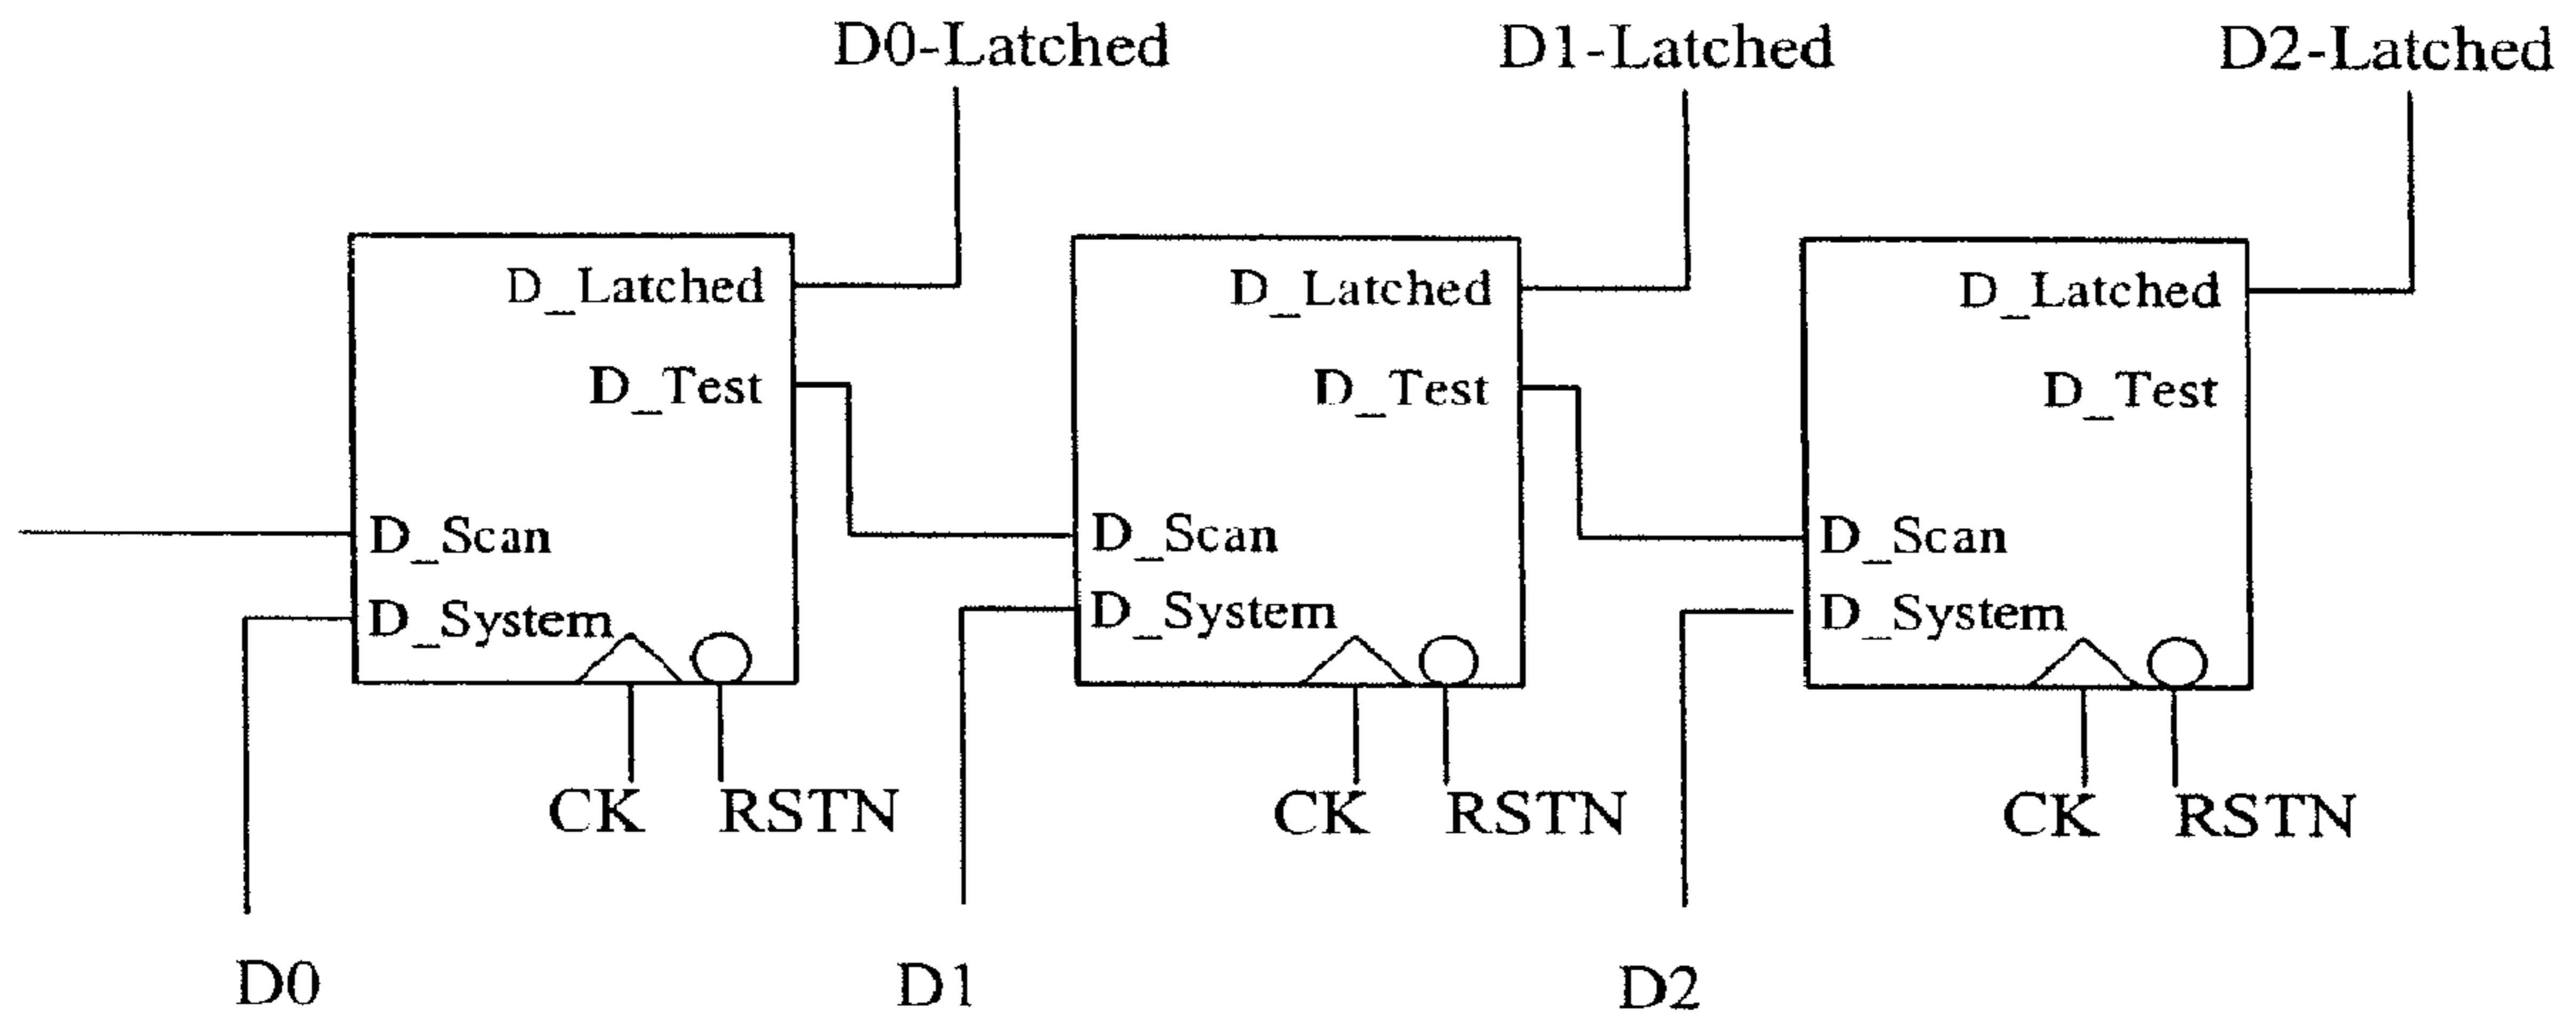 D0-Latched
D1-Latched
D2-Latched
D_Latched
D_Test
D_Scan
D_System
CK
RSTN
D0
D_Latched
D_Test
D_Scan
D_System
CK
RSTN
D1
D_Latched
D_Test
D_Scan
D_System
CK
RSTN
D2